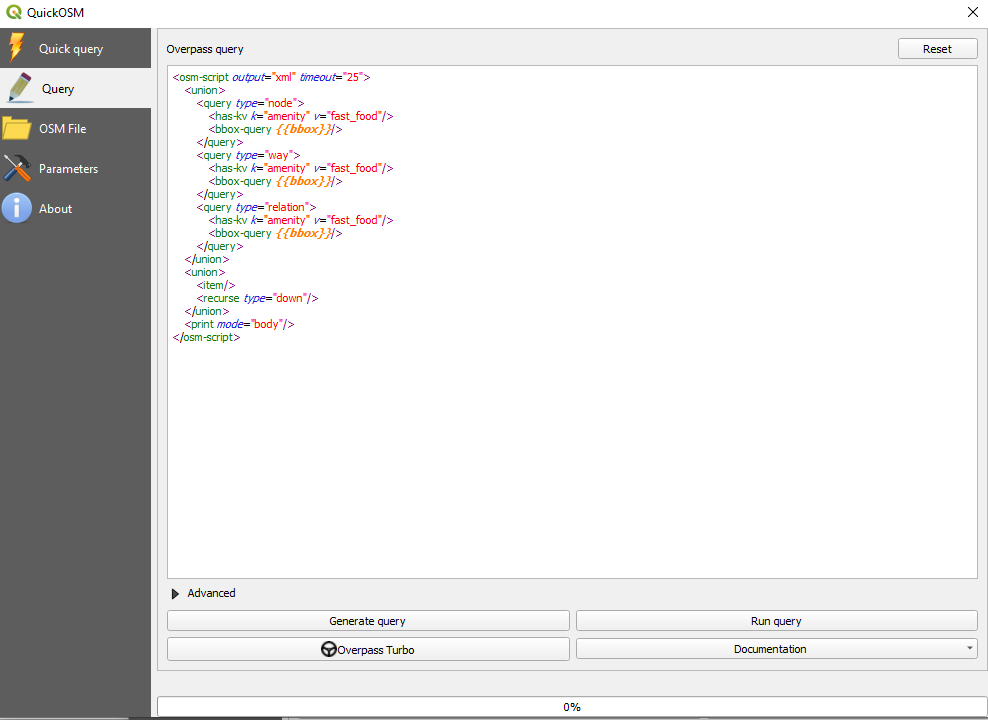 QuickOSM
Quick query
Query
OSM File
Parameters
About
Overpass query
Reset
<osm-script output="xml" timeout="25">
<union>
<query type="node">
<has-kv k="amenity" v="fast_food"/>
<bbox-query {{bbox}}/>
</query>
<query type="way">
<has-kv k="amenity" v="fast_food"/>
<bbox-query {{bbox}}/>
</query>
<query type="relation">
<has-kv k="amenity" v="fast_food"/>
<bbox-query {{bbox}}/>
</query>
</union>
<union>
<item/>
<recurse type="down"/>
</union>
<print mode="body"/>
</osm-script>
Advanced
Generate query
Run query
Overpass Turbo
Documentation
0%